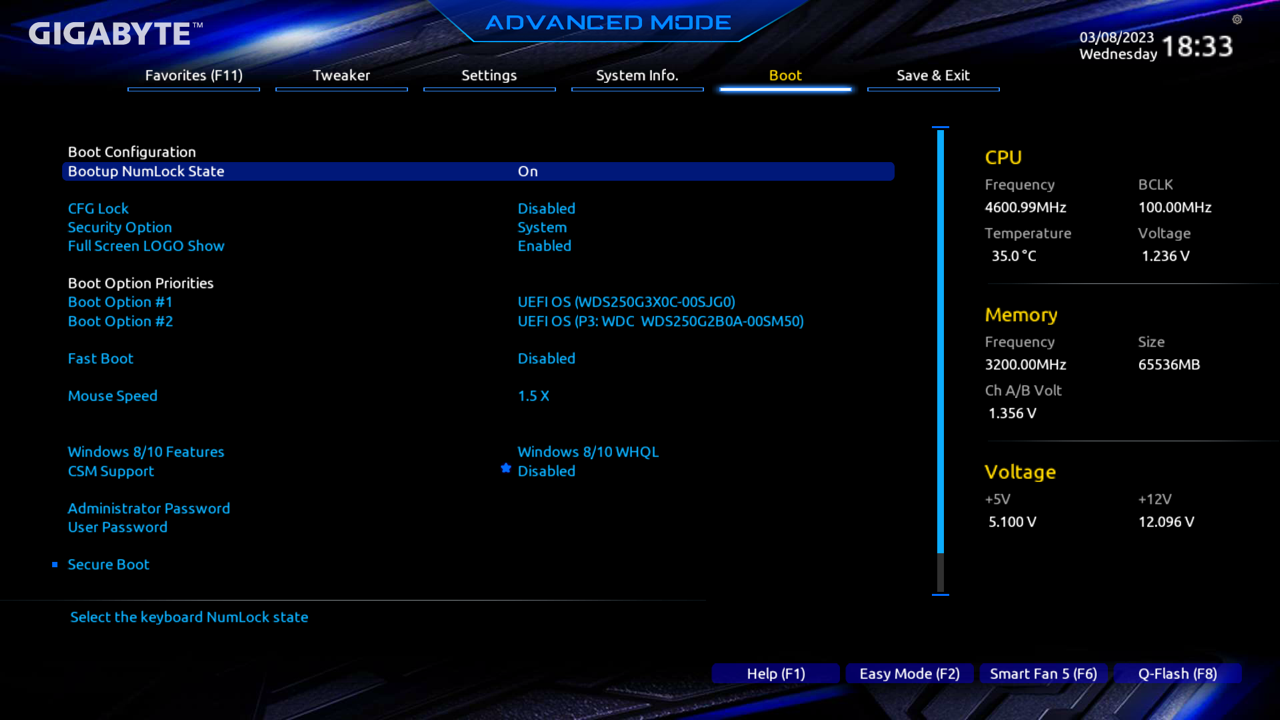 GIGABYTE™
ADVANCED MODE
03/08/2023
Wednesday
18:33
Favorites (F11) Tweaker Settings System Info. Boot Save & Exit
Boot Configuration
Bootup NumLock State On
CFG Lock Disabled
Security Option System
Full Screen LOGO Show Enabled
Boot Option Priorities
Boot Option #1 UEFI OS (WDS250G3X0C-00SJG0)
Boot Option #2 UEFI OS (P3: WDC WDS250G2B0A-00SM50)
Fast Boot Disabled
Mouse Speed 1.5 X
Windows 8/10 Features Windows 8/10 WHQL
CSM Support Disabled
Administrator Password
User Password
Secure Boot
Select the keyboard NumLock state
CPU
Frequency BCLK
4600.99MHz 100.00MHz
Temperature Voltage
35.0 °C 1.236 V
Memory
Frequency Size
3200.00MHz 65536MB
Ch A/B Volt
1.356 V
Voltage
+5V +12V
5.100 V 12.096 V
Help (F1) Easy Mode (F2) Smart Fan 5 (F6) Q-Flash (F8)